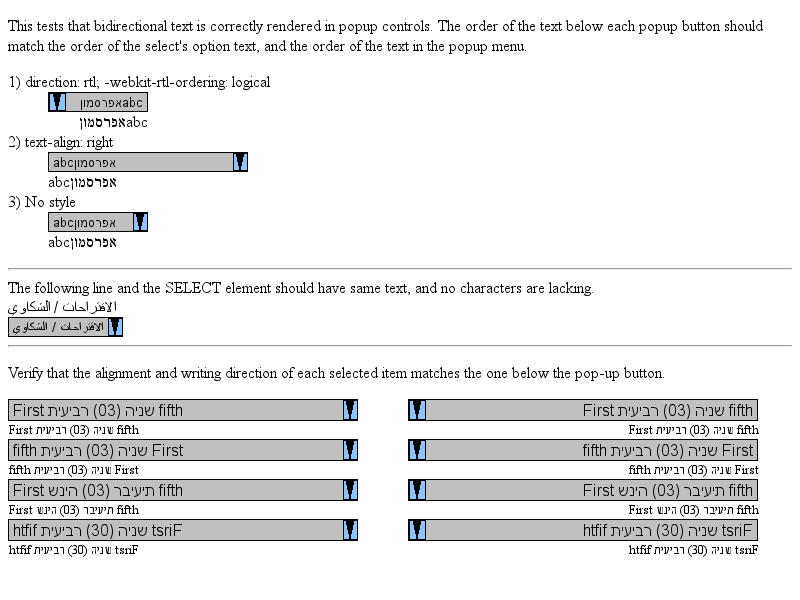 This tests that bidirectional text is correctly rendered in popup controls. The order of the text below each popup button should
match the order of the select's option text, and the order of the text in the popup menu.
1) direction: rtl; -webkit-rtl-ordering: logical
abcאפרסמון
abcאפרסמון
2) text-align: right
abcאפרסמון
abcאפרסמון
3) No style
abcאפרסמון
abcאפרסמון
The following line and the SELECT element should have same text, and no characters are lacking.
الاقتراحات / الشكاوي
الاقتراحات / الشكاوي
Verify that the alignment and writing direction of each selected item matches the one below the pop-up button.
First שניה (03) רביעית fifth
First שניה (03) רביעית fifth
First שניה (03) רביעית fifth
First שניה (03) רביעית fifth
fifth שניה (03) רביעית First
fifth שניה (03) רביעית First
fifth שניה (03) רביעית First
fifth שניה (03) רביעית First
First תיעיבר (03) הינש fifth
First תיעיבר (03) הינש fifth
First תיעיבר (03) הינש fifth
First תיעיבר (03) הינש fifth
htfif שניה (30) רביעית tsriF
htfif שניה (30) רביעית tsriF
htfif שניה (30) רביעית tsriF
htfif שניה (30) רביעית tsriF